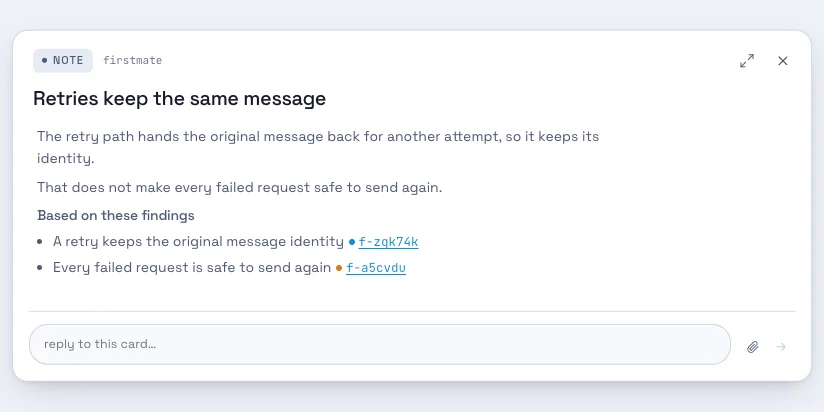 NOTE firstmate
Retries keep the same message
The retry path hands the original message back for another attempt, so it keeps its
identity.
That does not make every failed request safe to send again.
Based on these findings
A retry keeps the original message identity f-zqk74k
Every failed request is safe to send again f-a5cvdu
reply to this card…